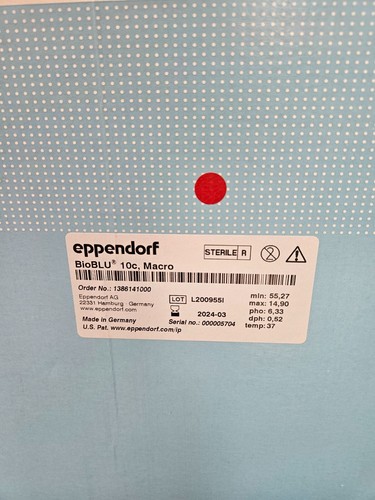 eppendorf
STERILE R
BioBLU® 10c, Macro
Order No.: 1386141000
Eppendorf AG
22331 Hamburg · Germany
www.eppendorf.com
LOT L200955I
2024-03
min: 55,27
max: 14,90
pho: 6,33
dph: 0,52
temp: 37
Made in Germany
Serial no.: 000005704
U.S. Pat. www.eppendorf.com/ip